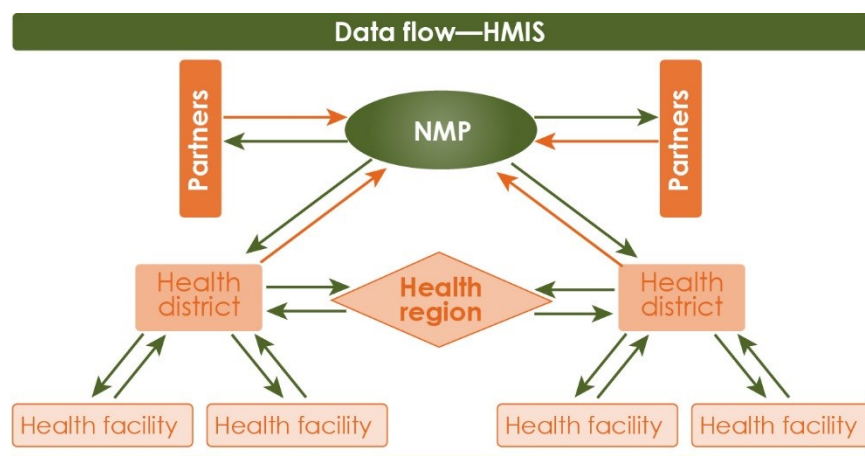 Data flow—HMIS
Partners
NMP
Partners
Health
district
Health
region
Health
district
Health facility
Health facility
Health facility
Health facility